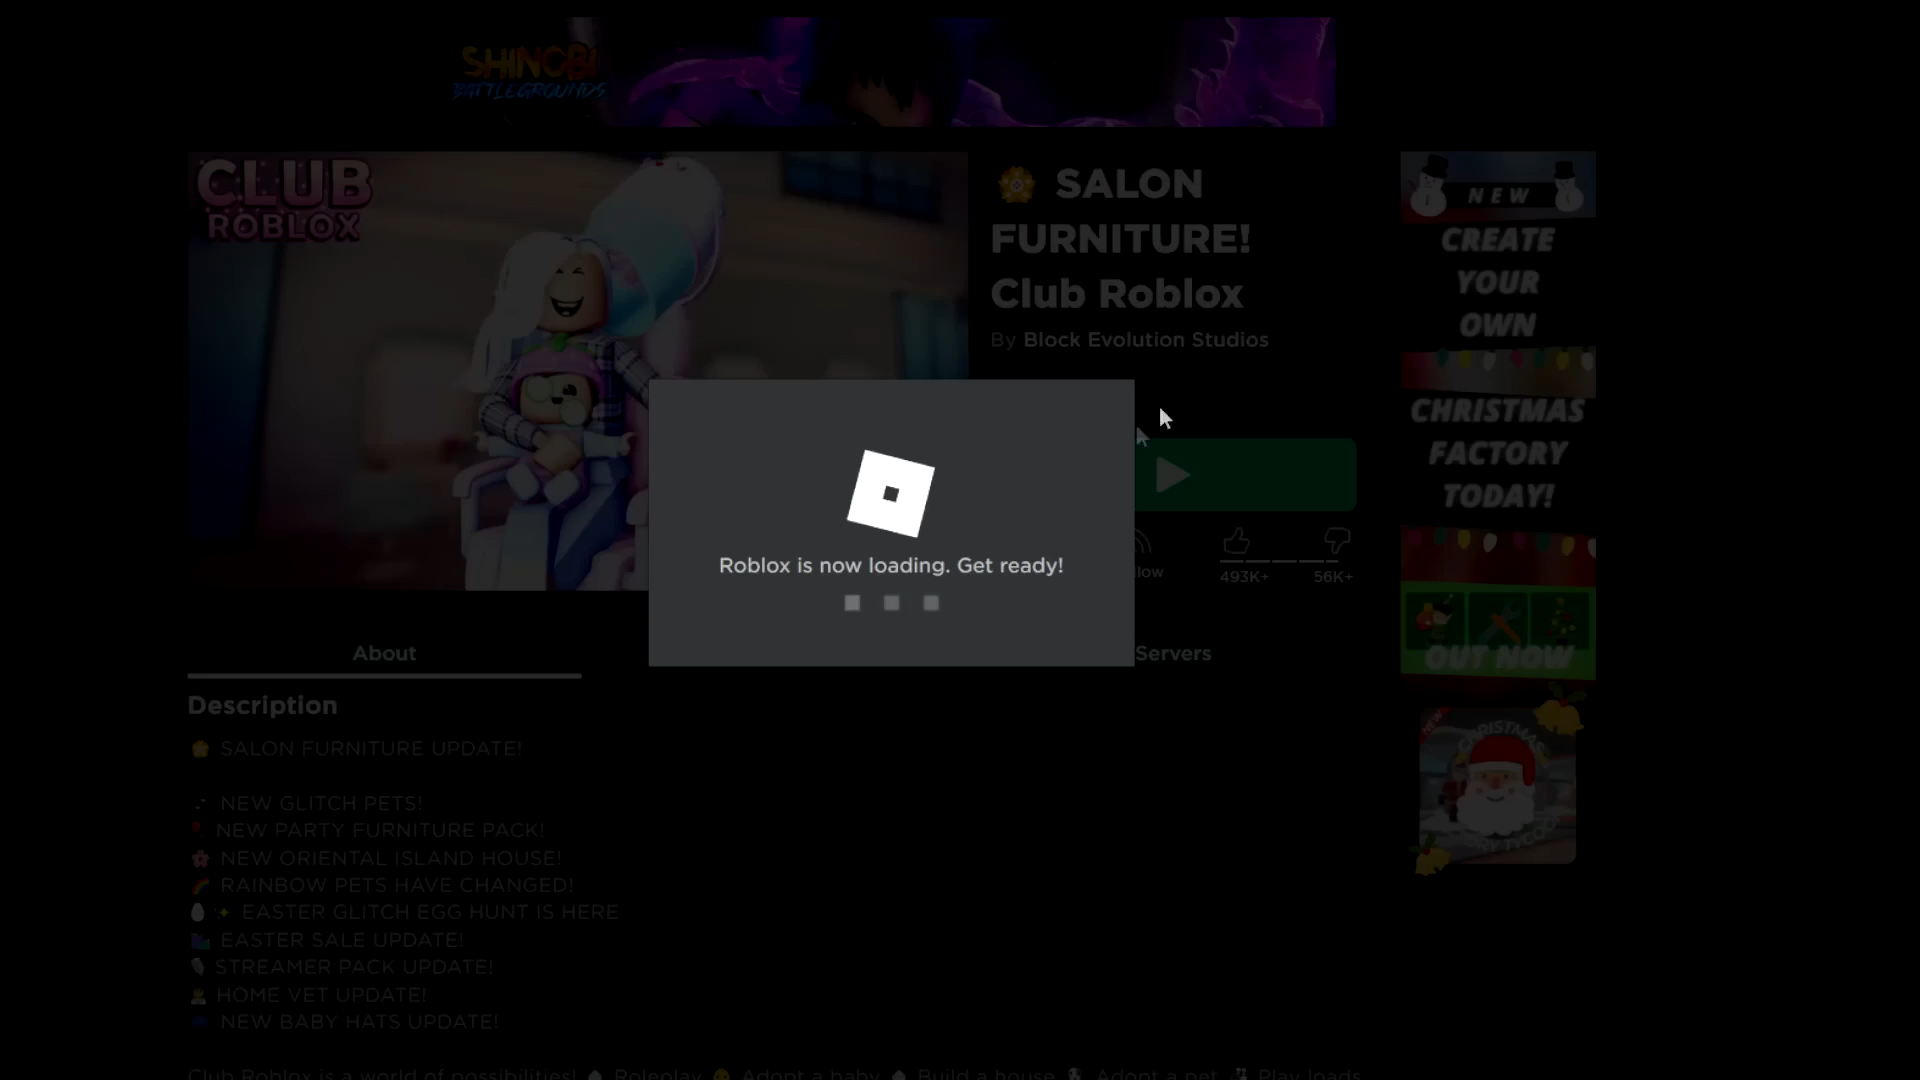 SHINOBI
BATTLEGROUNDS
CLUB
ROBLOX
SALON
FURNITURE!
Club Roblox
By Block Evolution Studios
Roblox is now loading. Get ready!
493K+
56K+
About
Servers
Description
SALON FURNITURE UPDATE!
NEW GLITCH PETS!
NEW PARTY FURNITURE PACK!
NEW ORIENTAL ISLAND HOUSE!
RAINBOW PETS HAVE CHANGED!
EASTER GLITCH EGG HUNT IS HERE
EASTER SALE UPDATE!
STREAMER PACK UPDATE!
HOME VET UPDATE!
NEW BABY HATS UPDATE!
Club Roblox is a world of possibilities! Roleplay Adopt a baby Build a house Adopt a pet Play loads
NEW
CREATE
YOUR
OWN
CHRISTMAS
FACTORY
TODAY!
OUT NOW
NEW
CHRISTMAS